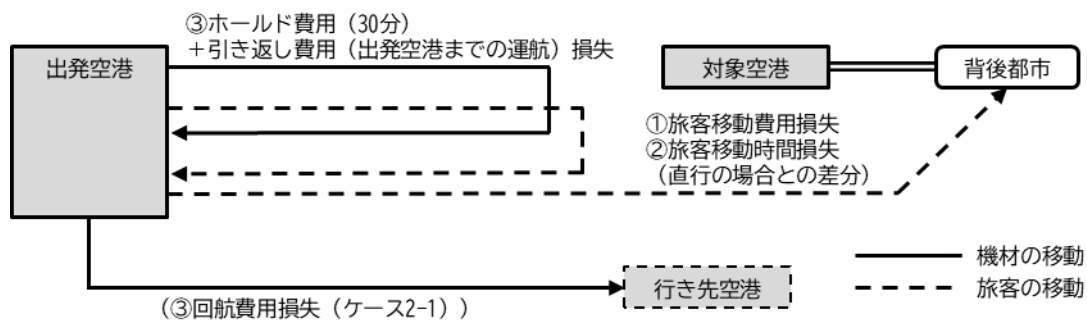 ③ホールド費用（30分）
＋引き返し費用（出発空港までの運航）損失
出発空港
対象空港
背後都市
①旅客移動費用損失
②旅客移動時間損失
（直行の場合との差分）
機材の移動
行き先空港
旅客の移動
（③回航費用損失（ケース2-1））